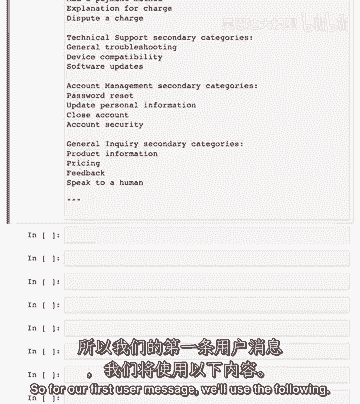 Explanation for charge
Dispute a charge
Technical Support secondary categories:
General troubleshooting
Device compatibility
Software updates
Account Management secondary categories:
Password reset
Update personal information
Close account
Account security
General Inquiry secondary categories:
Product information
Pricing
Feedback
Speak to a human
"""
In [ ]:
In [ ]:
In [ ]:
In [ ]:
In [ ]:
In [ ]:
In [ ]:
所以我们的第一条用户消息
，我们将使用以下内容。
So for our first user message, we'll use the following.